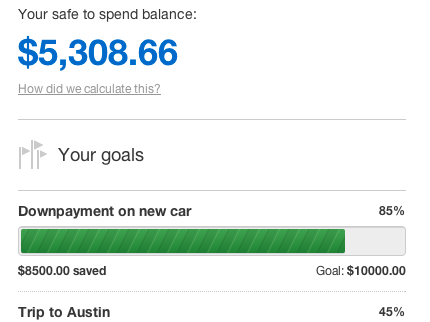 Your safe to spend balance:
$5,308.66
How did we calculate this?
Your goals
Downpayment on new car 85%
$8500.00 saved Goal: $10000.00
Trip to Austin 45%